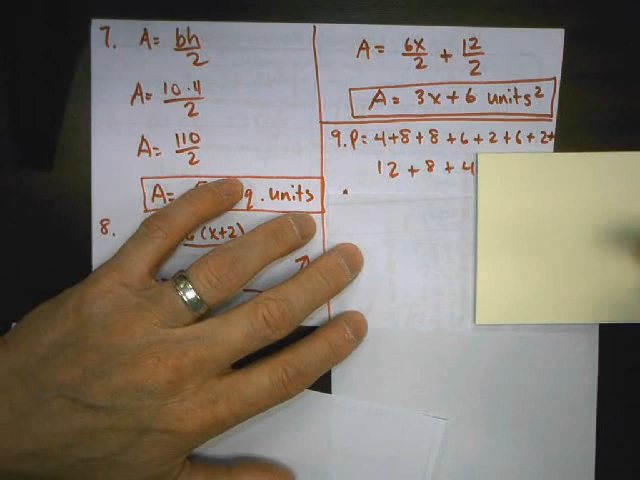 7. A = bh/2
A = 10·11/2
A = 110/2
A = q. units
8. (x+2)
A = 6x/2 + 12/2
A = 3x + 6 units²
9. P = 4+8+8+6+2+6+2+
12 + 8 + 4